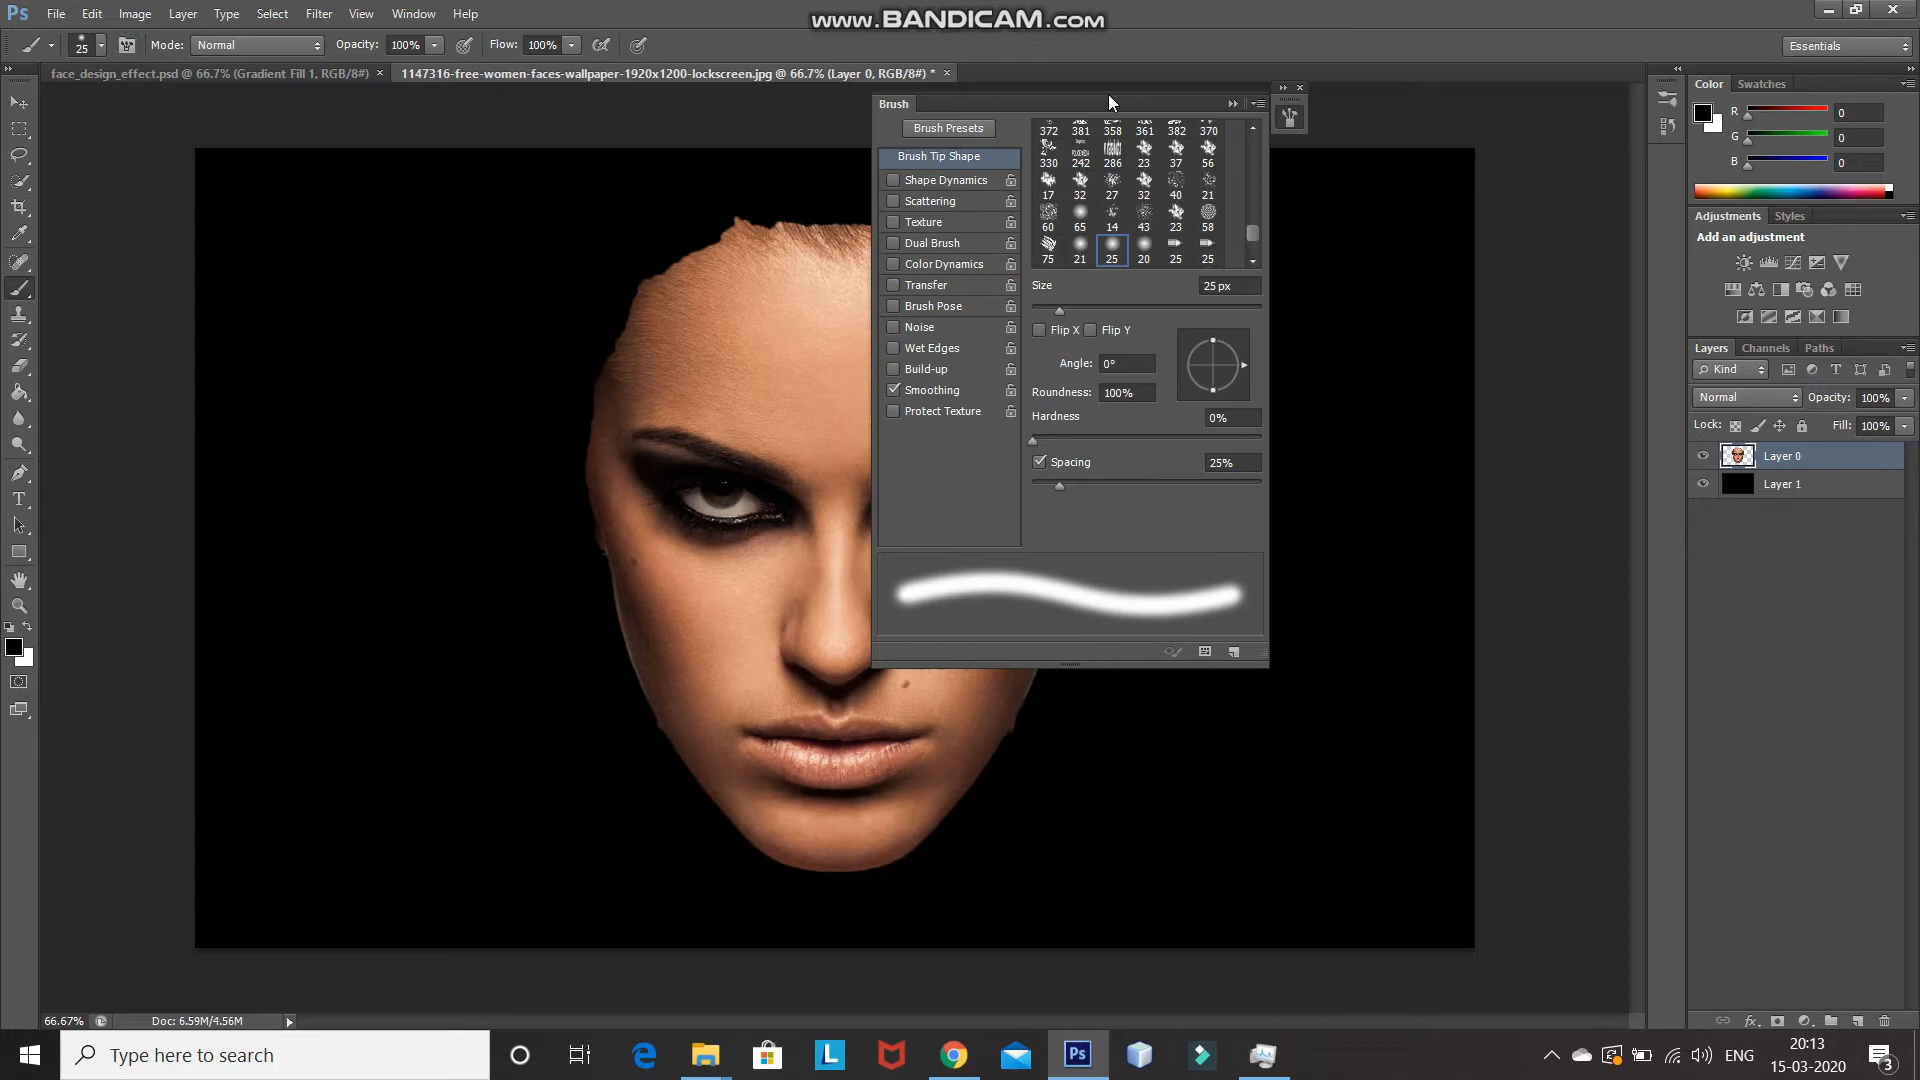 Ps File Edit Image Layer Type Select Filter View Window Help
www.BANDICAM.com
25 Mode: Normal Opacity: 100% Flow: 100% Essentials
face_design_effect.psd @ 66.7% (Gradient Fill 1, RGB/8#) × 1147316-free-women-faces-wallpaper-1920x1200-lockscreen.jpg @ 66.7% (Layer 0, RGB/8#) * ×
Brush
Brush Presets
Brush Tip Shape
Shape Dynamics
Scattering
Texture
Dual Brush
Color Dynamics
Transfer
Brush Pose
Noise
Wet Edges
Build-up
Smoothing
Protect Texture
372 381 358 361 382 370
330 242 286 23 37 56
17 32 27 32 40 21
60 65 14 43 23 58
75 21 25 20 25 25
Size 25 px
Flip X Flip Y
Angle: 0°
Roundness: 100%
Hardness 0%
Spacing 25%
Color Swatches
R 0
G 0
B 0
Adjustments Styles
Add an adjustment
Layers Channels Paths
Kind
Normal Opacity: 100%
Lock: Fill: 100%
Layer 0
Layer 1
fx
66.67% Doc: 6.59M/4.56M
Type here to search
L
Ps
ENG
20:13
15-03-2020
3